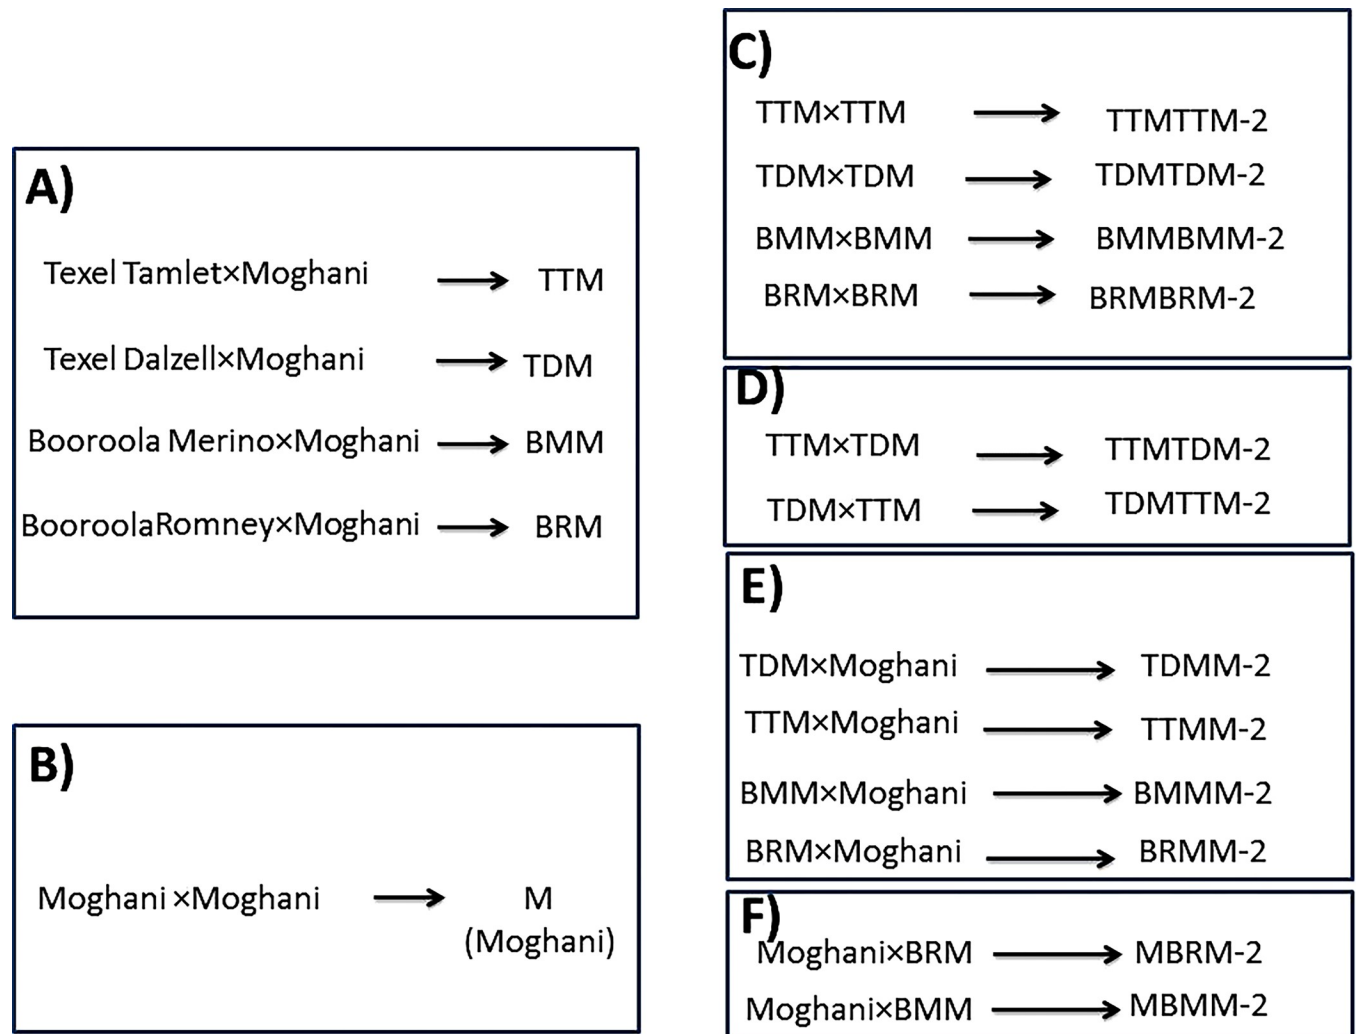 A)
Texel Tamlet×Moghani → TTM
Texel Dalzell×Moghani → TDM
Booroola Merino×Moghani → BMM
BooroolaRomney×Moghani → BRM
B)
Moghani ×Moghani → M
(Moghani)
C)
TTM×TTM → TTMTTM-2
TDM×TDM → TDMTDM-2
BMM×BMM → BMMBMM-2
BRM×BRM → BRMBRM-2
D)
TTM×TDM → TTMTDM-2
TDM×TTM → TDMTTM-2
E)
TDM×Moghani → TDMM-2
TTM×Moghani → TTMM-2
BMM×Moghani → BMMM-2
BRM×Moghani → BRMM-2
F)
Moghani×BRM → MBRM-2
Moghani×BMM → MBMM-2